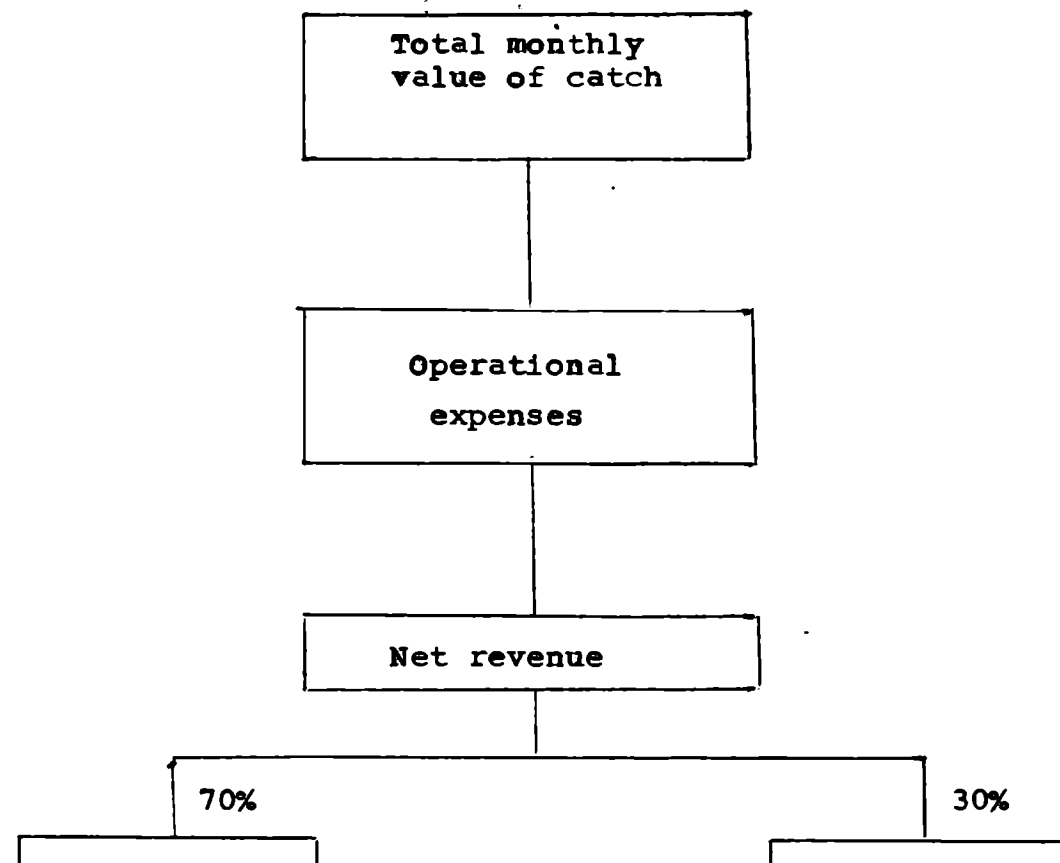 Total monthly
value of catch
Operational
expenses
Net revenue
70%
30%